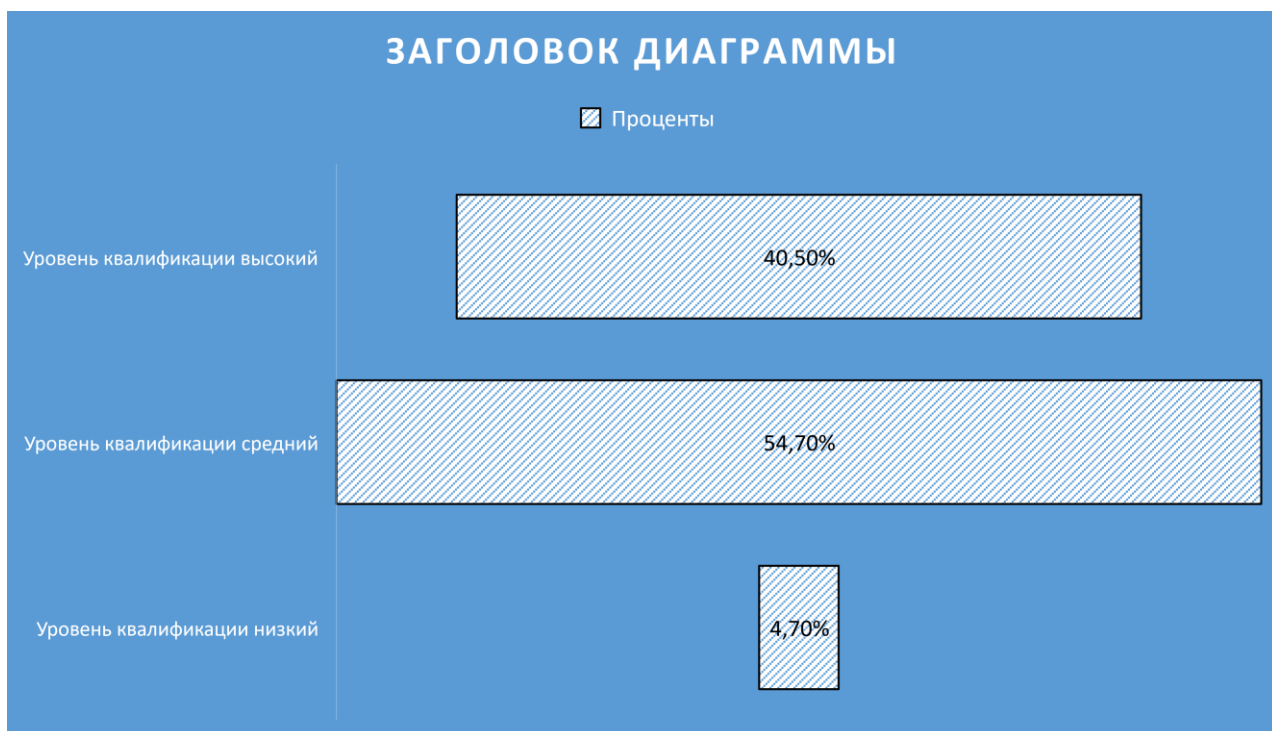 ЗАГОЛОВОК ДИАГРАММЫ
Проценты
Уровень квалификации высокий
40,50%
Уровень квалификации средний
54,70%
Уровень квалификации низкий
4,70%